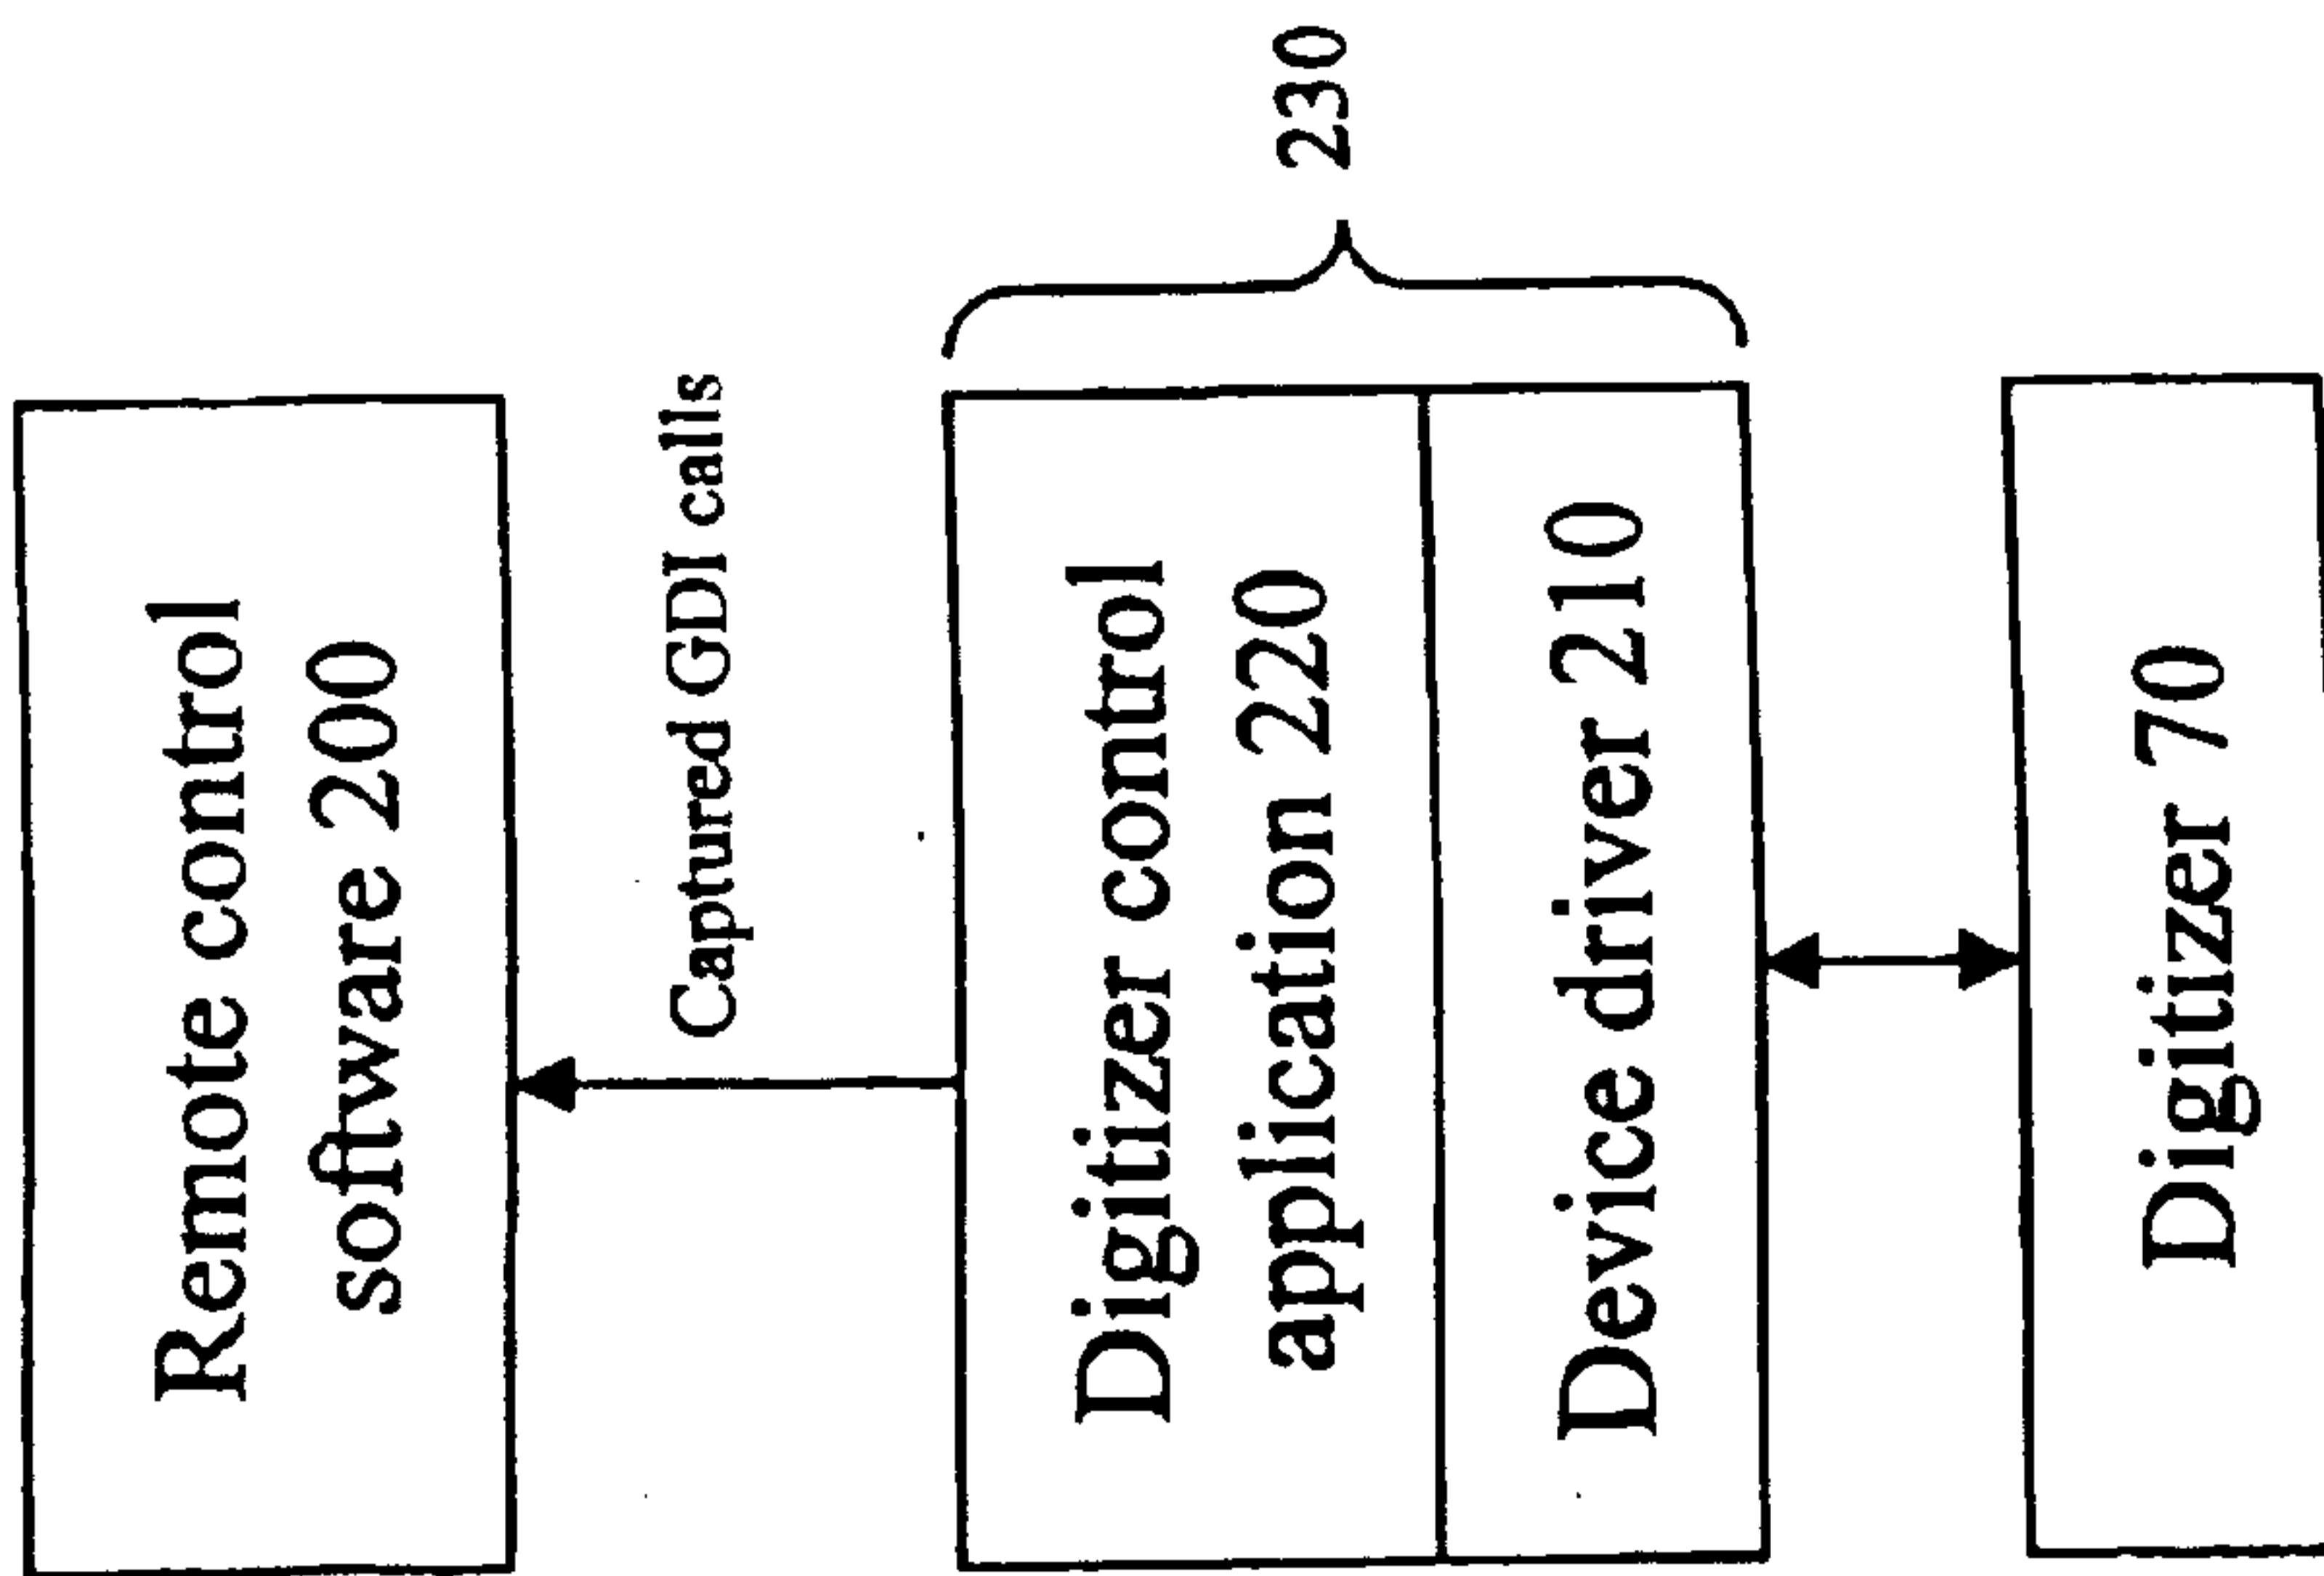 Remote control
software 200
Captured GDI calls
230
Digitizer control
application 220
Device driver 210
Digitizer 70